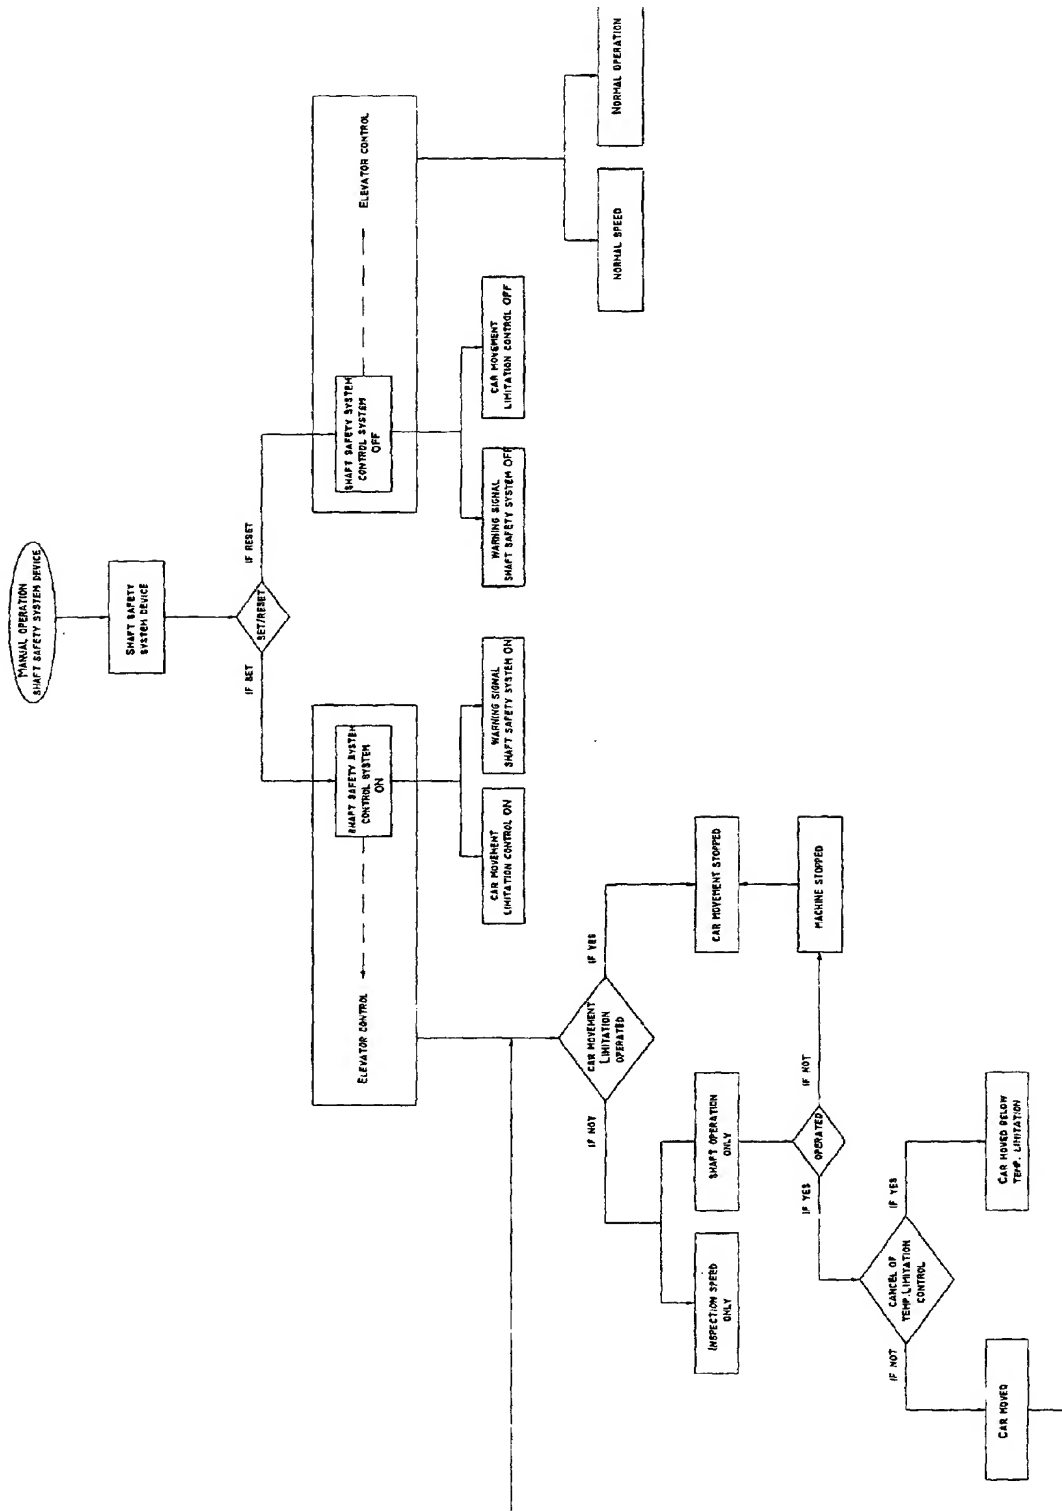 MANUAL OPERATION
SHAFT SAFETY SYSTEM DEVICE
SHAFT SAFETY
SYSTEM DEVICE
SET/RESET
IF SET
IF RESET
SHAFT SAFETY SYSTEM
CONTROL SYSTEM
ON
ELEVATOR CONTROL
SHAFT SAFETY SYSTEM
CONTROL SYSTEM
OFF
ELEVATOR CONTROL
CAR MOVEMENT
LIMITATION CONTROL ON
WARNING SIGNAL
SHAFT SAFETY SYSTEM ON
WARNING SIGNAL
SHAFT SAFETY SYSTEM OFF
CAR MOVEMENT
LIMITATION CONTROL OFF
NORMAL SPEED
NORMAL OPERATION
CAR MOVEMENT
LIMITATION
OPERATED
IF NOT
IF YES
INSPECTION SPEED
ONLY
SHAFT OPERATION
ONLY
CAR MOVEMENT STOPPED
OPERATED
IF YES
IF NOT
MACHINE STOPPED
CANCEL OF
TEMP. LIMITATION
CONTROL
IF NOT
IF YES
CAR MOVED
CAR MOVED BELOW
TEMP. LIMITATION